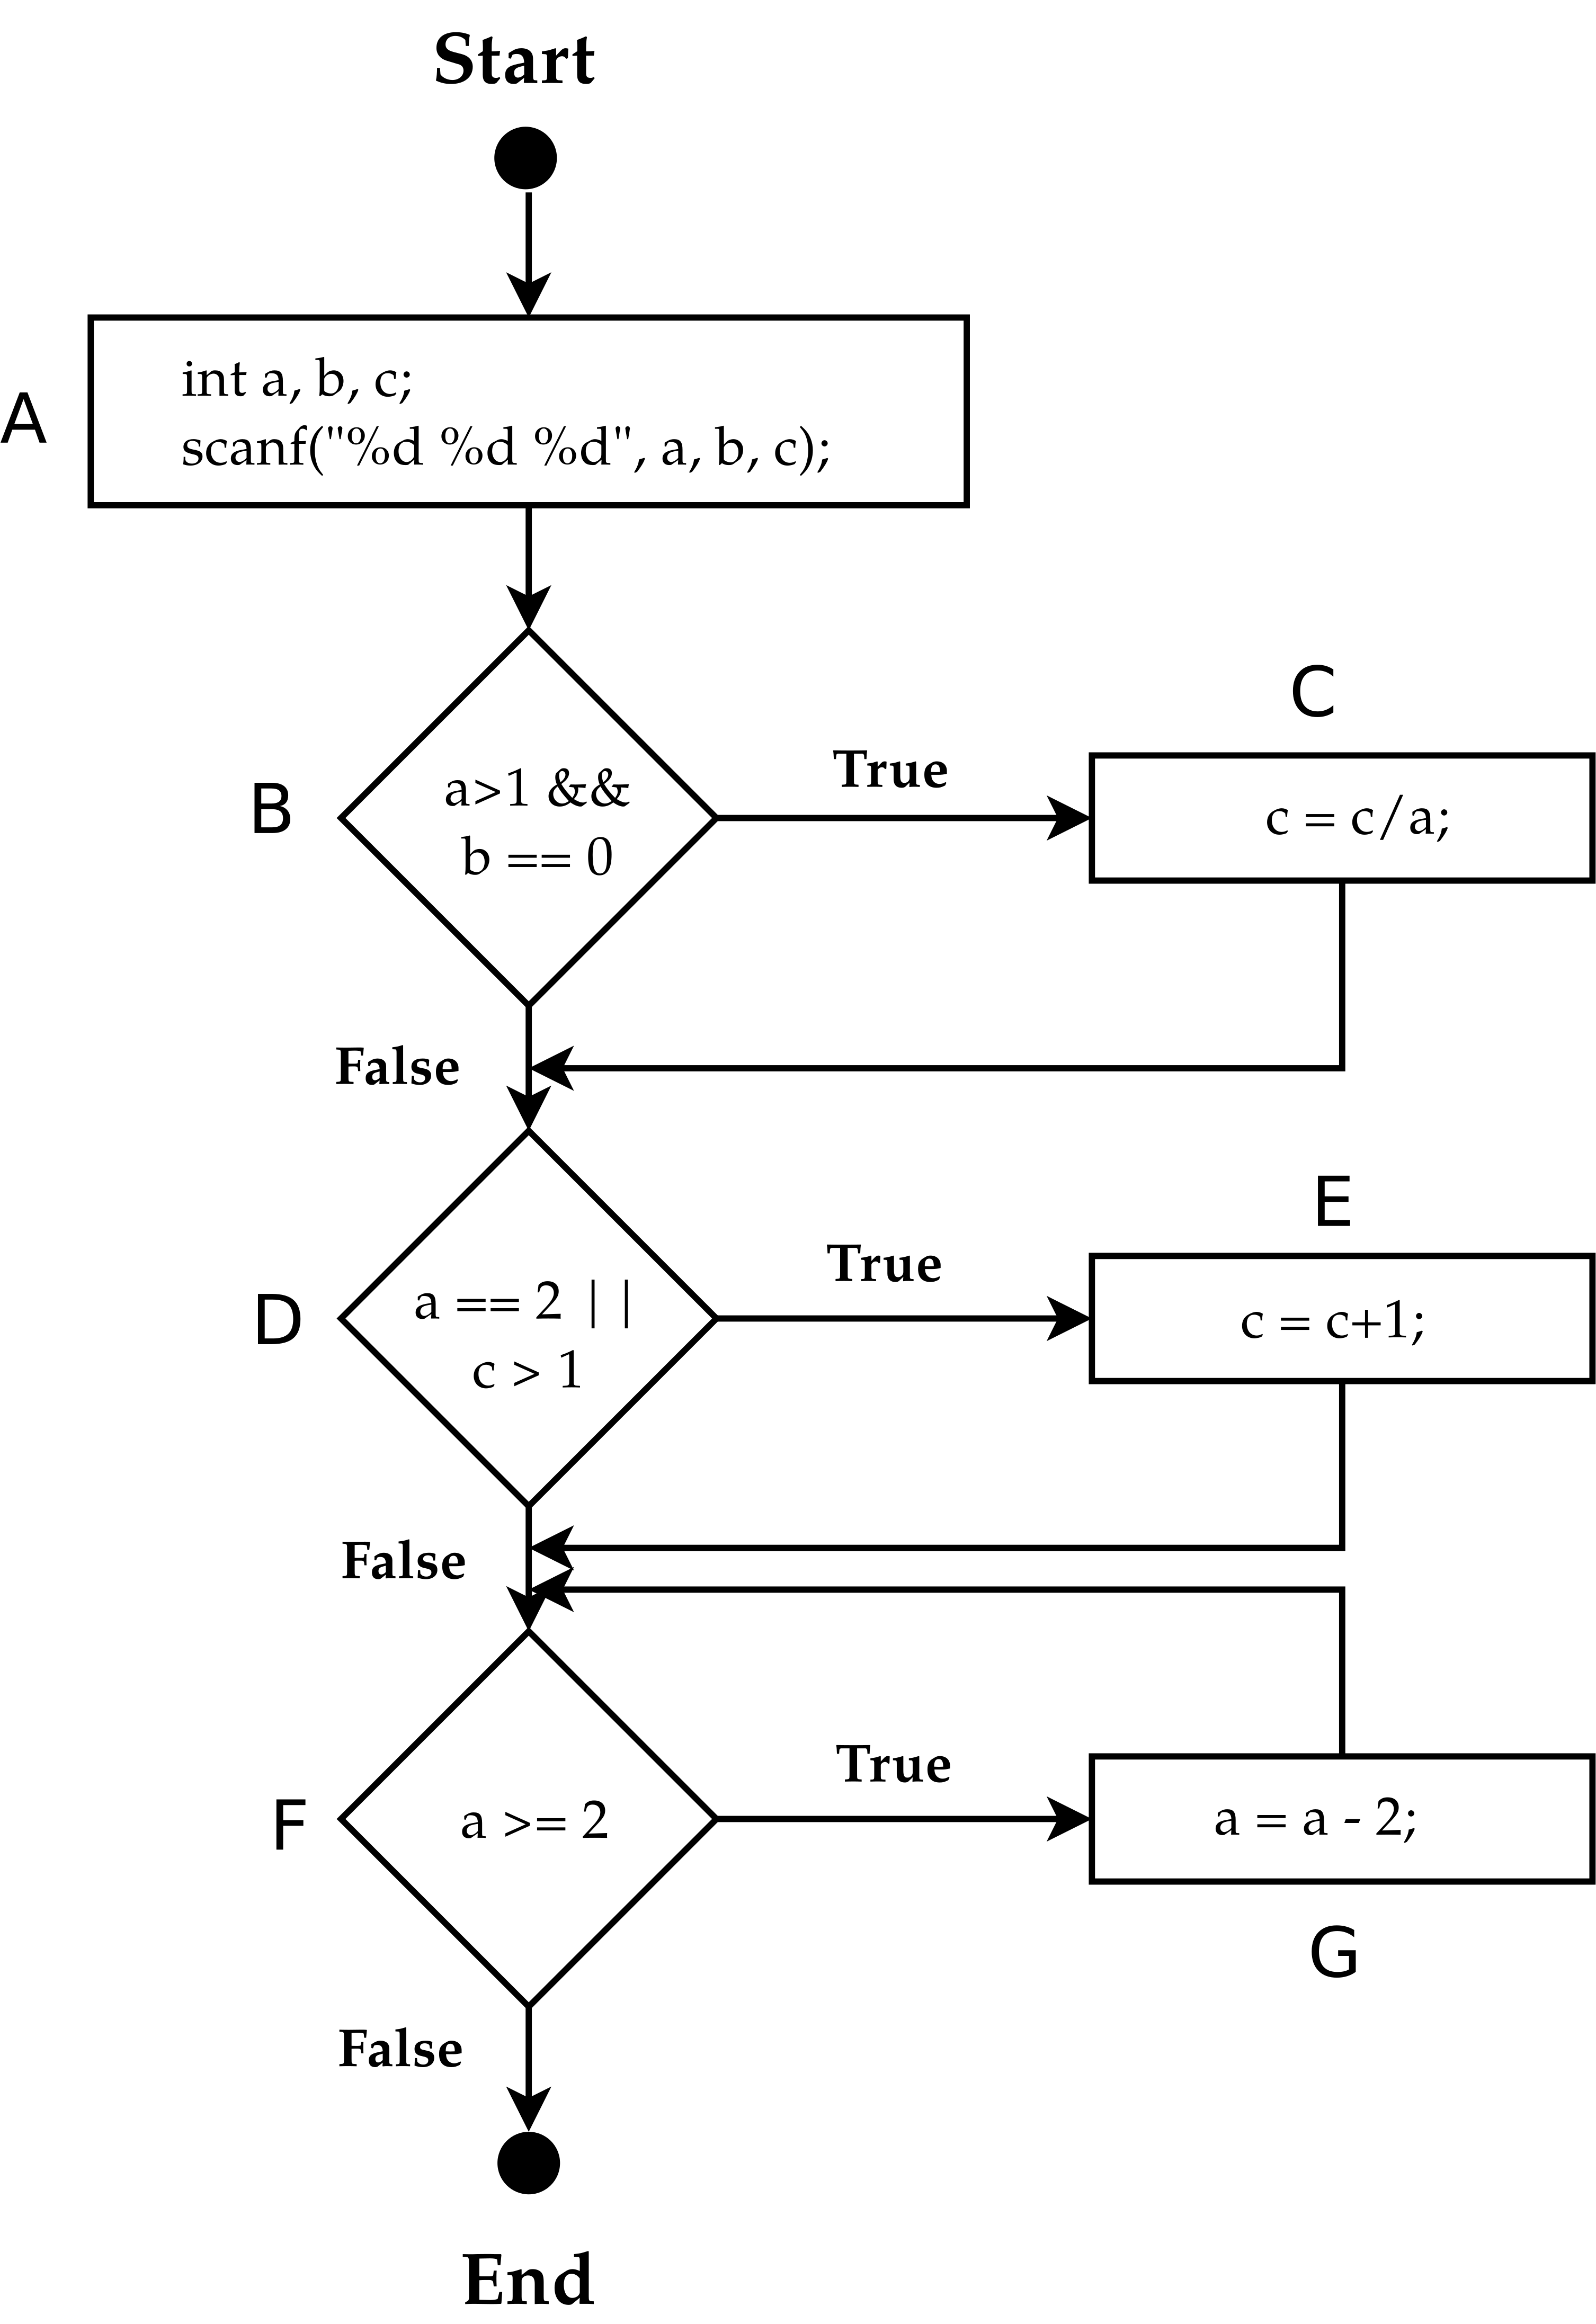 Start
A
int a, b, c;
scanf("%d %d %d", a, b, c);
B
a>1 &&
b == 0
True
C
c = c/a;
False
D
a == 2 ||
c > 1
True
E
c = c+1;
False
F
a >= 2
True
a = a - 2;
G
False
End